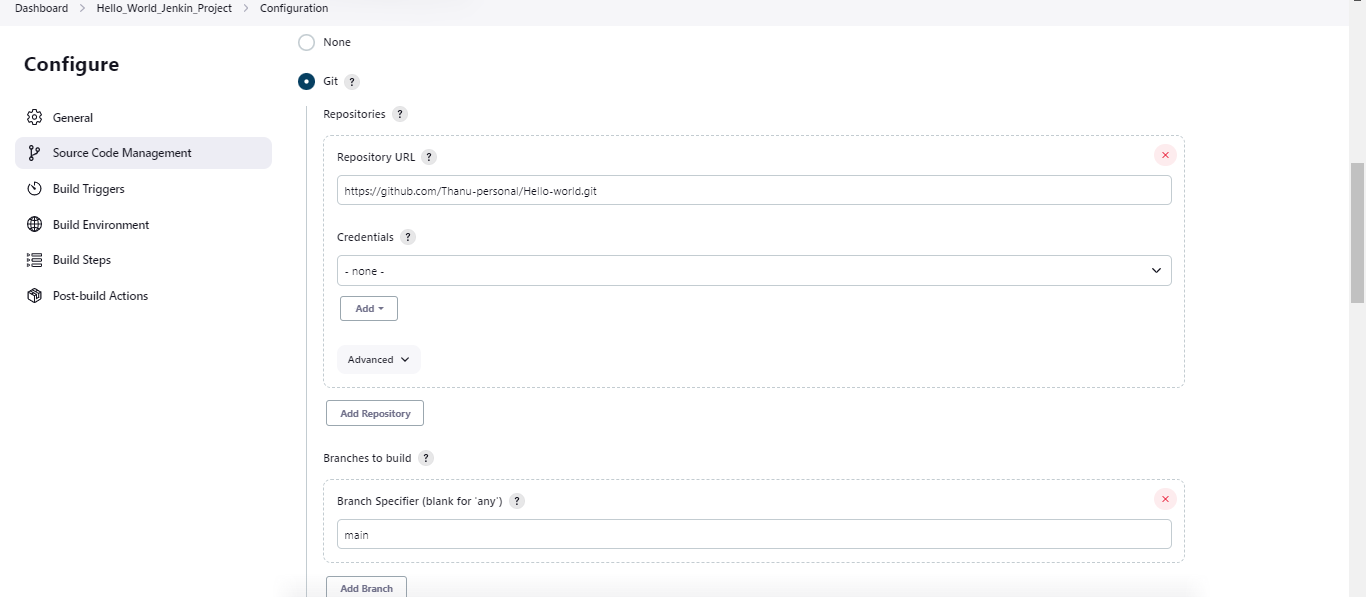 Dashboard > Hello_World_Jenkin_Project > Configuration
Configure
General
Source Code Management
Build Triggers
Build Environment
Build Steps
Post-build Actions
None
Git ?
Repositories ?
Repository URL ?
https://github.com/Thanu-personal/Hello-world.git
Credentials ?
- none -
Add
Advanced
Add Repository
Branches to build ?
Branch Specifier (blank for 'any') ?
main
Add Branch